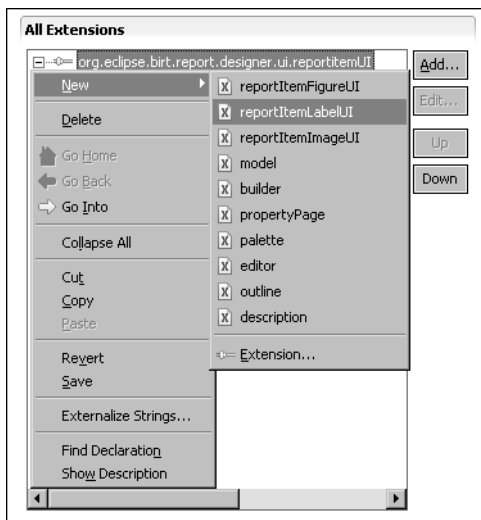 All Extensions
org.eclipse.birt.report.designer.ui.reportitemUI
Add...
Edit...
Up
Down
New
Delete
Go Home
Go Back
Go Into
Collapse All
Cut
Copy
Paste
Revert
Save
Externalize Strings...
Find Declaration
Show Description
reportItemFigureUI
reportItemLabelUI
reportItemImageUI
model
builder
propertyPage
palette
editor
outline
description
Extension...